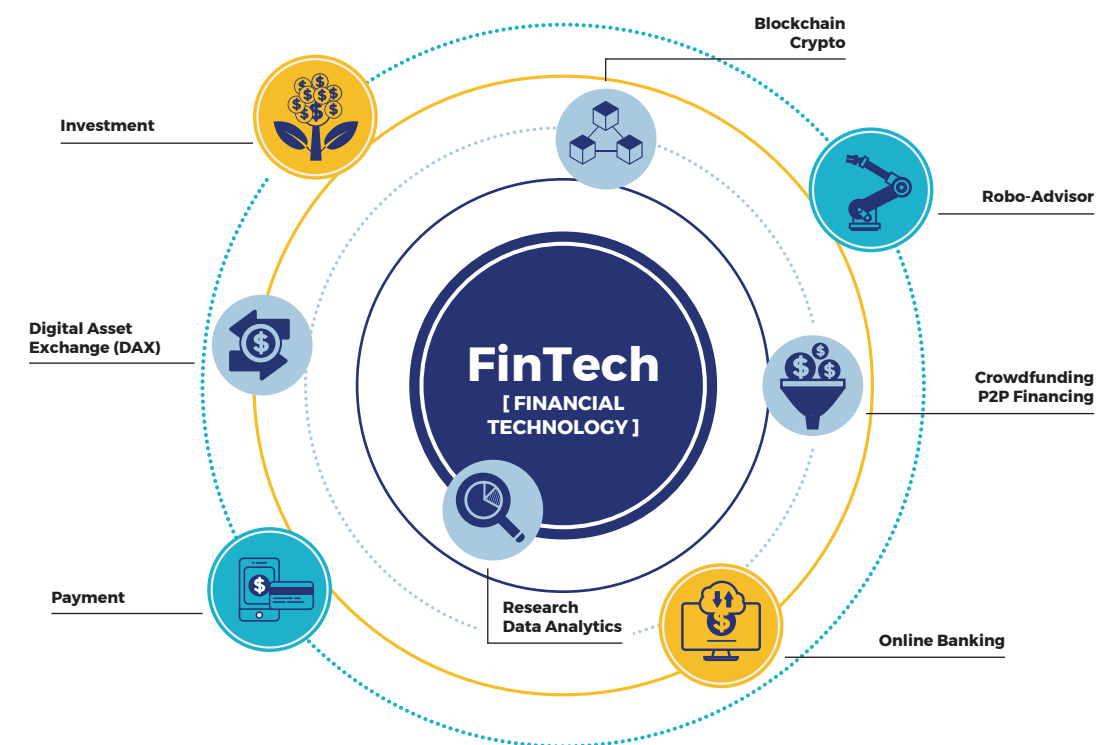 Blockchain
Crypto
Investment
Robo-Advisor
Digital Asset
Exchange (DAX)
FinTech
[ FINANCIAL
TECHNOLOGY ]
Crowdfunding
P2P Financing
Payment
Research
Data Analytics
Online Banking
$ $ $ $ $ $ $ $ $
$
$ $ $
$
$